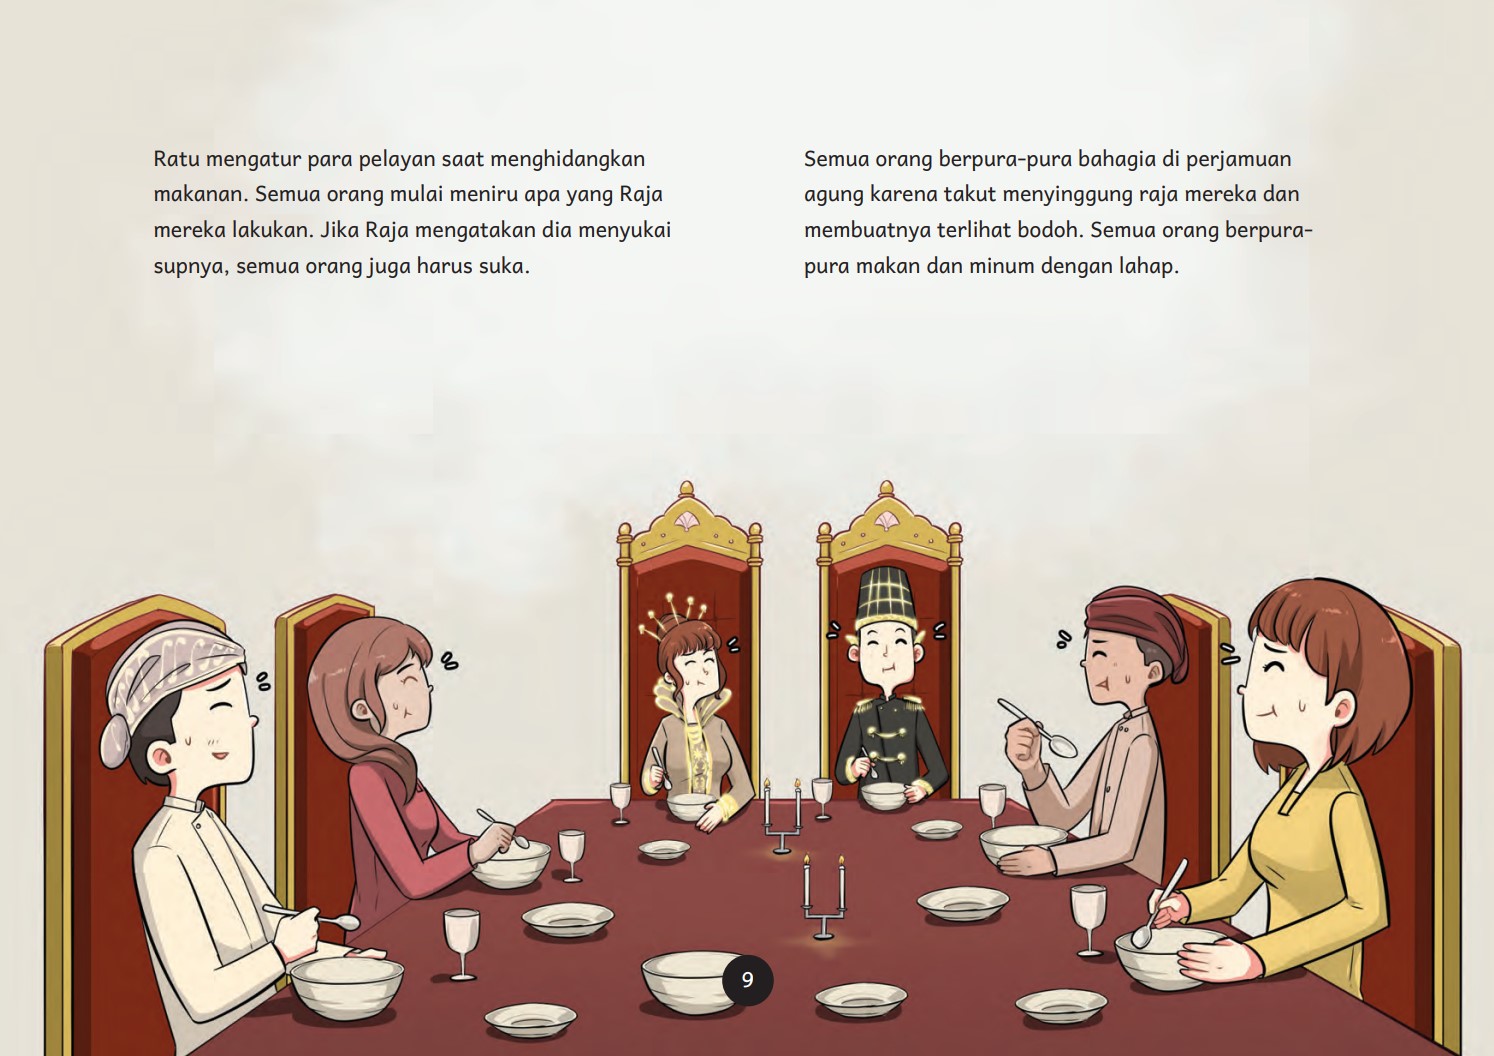 Ratu mengatur para pelayan saat menghidangkan
makanan. Semua orang mulai meniru apa yang Raja
mereka lakukan. Jika Raja mengatakan dia menyukai
supnya, semua orang juga harus suka.
Semua orang berpura-pura bahagia di perjamuan
agung karena takut menyinggung raja mereka dan
membuatnya terlihat bodoh. Semua orang berpura-
pura makan dan minum dengan lahap.
9